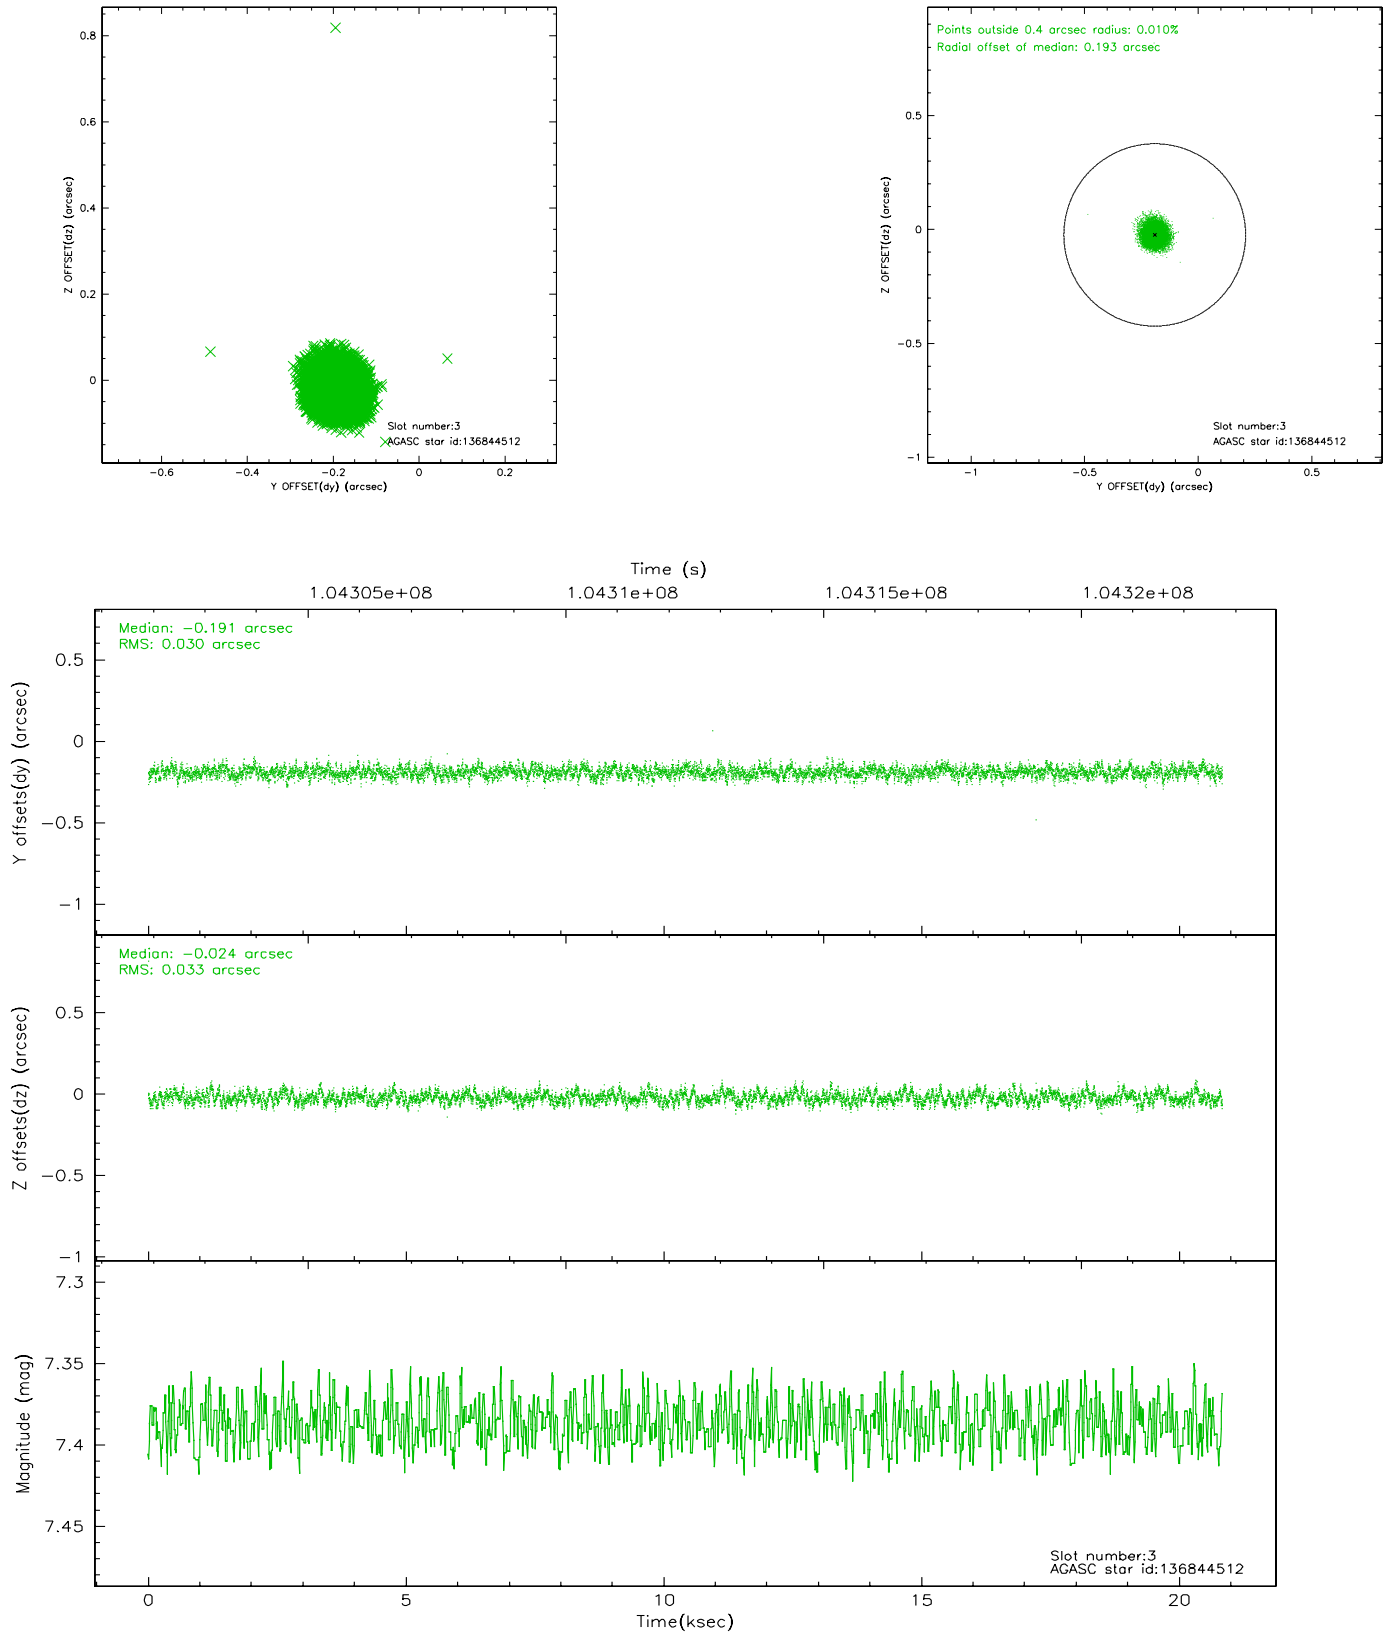 0.8
0.6
0.4
0.2
0
Z OFFSET(dz) (arcsec)
Slot number:3
AGASC star id:136844512
−0.6 −0.4 −0.2 0 0.2
Y OFFSET(dy) (arcsec)
Points outside 0.4 arcsec radius: 0.010%
Radial offset of median: 0.193 arcsec
0.5
0
−0.5
−1
Z OFFSET(dz) (arcsec)
Slot number:3
AGASC star id:136844512
−1 −0.5 0 0.5
Y OFFSET(dy) (arcsec)
Time (s)
1.04305e+08 1.0431e+08 1.04315e+08 1.0432e+08
Median: −0.191 arcsec
RMS: 0.030 arcsec
0.5
0
−0.5
−1
Y offsets(dy) (arcsec)
Median: −0.024 arcsec
RMS: 0.033 arcsec
0.5
0
−0.5
−1
Z offsets(dz) (arcsec)
7.3
7.35
7.4
7.45
Magnitude (mag)
Slot number:3
AGASC star id:136844512
0 5 10 15 20
Time(ksec)